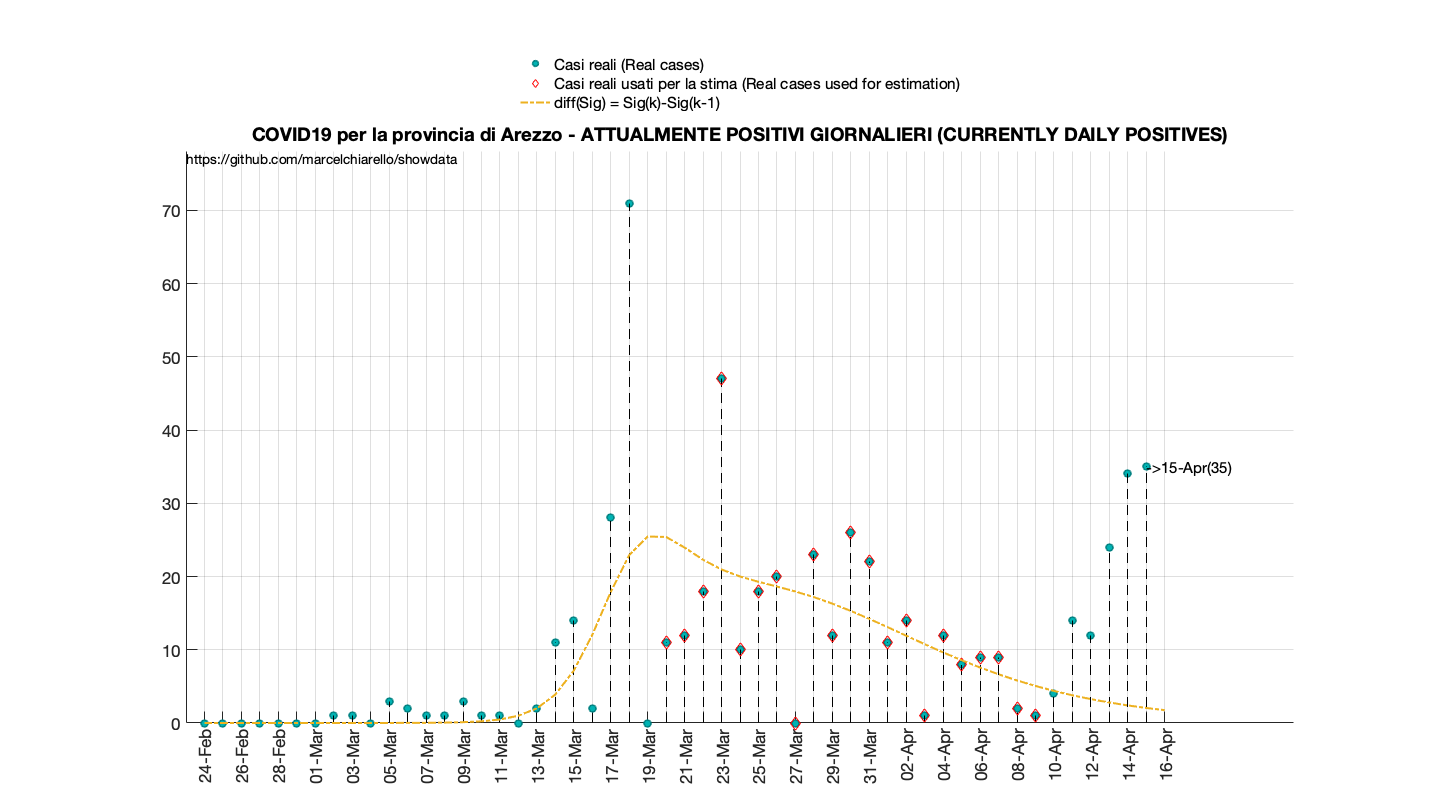 Casi reali (Real cases)
Casi reali usati per la stima (Real cases used for estimation)
diff(Sig) = Sig(k)-Sig(k-1)
COVID19 per la provincia di Arezzo - ATTUALMENTE POSITIVI GIORNALIERI (CURRENTLY DAILY POSITIVES)
https://github.com/marcelchiarello/showdata
70
60
50
40
30
20
10
0
->15-Apr(35)
24-Feb
26-Feb
28-Feb
01-Mar
03-Mar
05-Mar
07-Mar
09-Mar
11-Mar
13-Mar
15-Mar
17-Mar
19-Mar
21-Mar
23-Mar
25-Mar
27-Mar
29-Mar
31-Mar
02-Apr
04-Apr
06-Apr
08-Apr
10-Apr
12-Apr
14-Apr
16-Apr